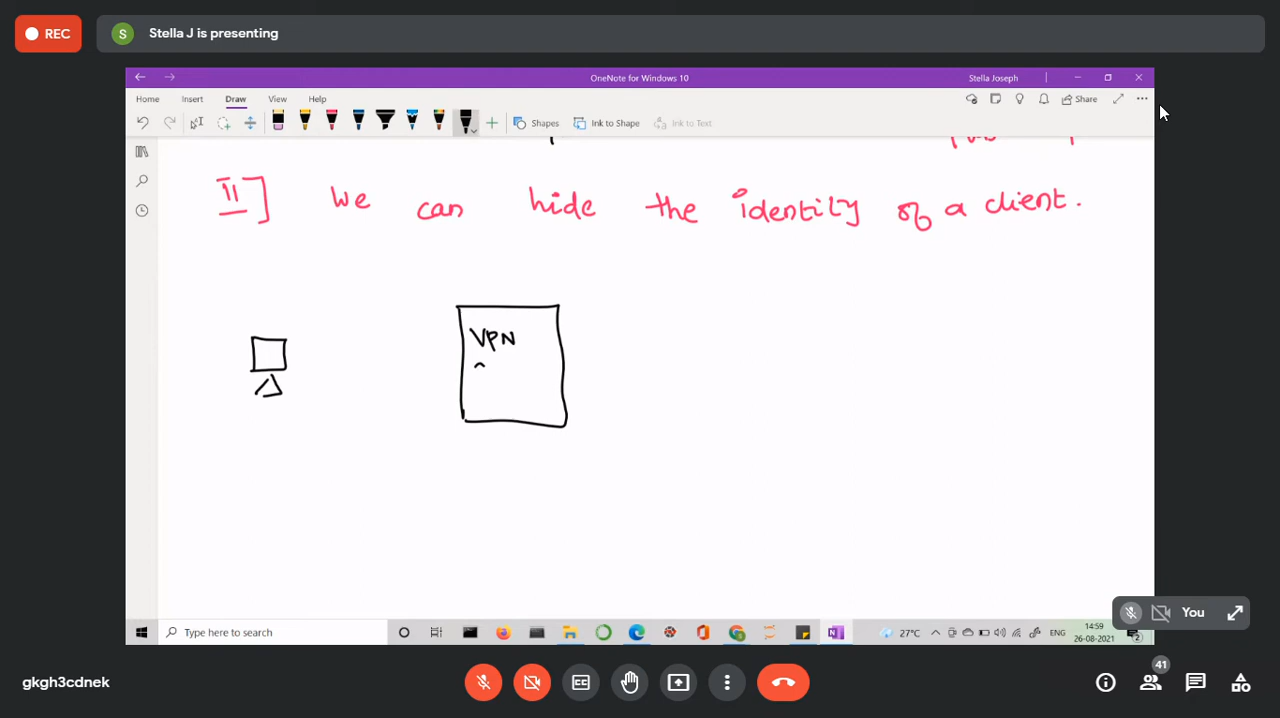 REC
S Stella J is presenting
OneNote for Windows 10
Stella Joseph
Home Insert Draw View Help
Share
Shapes Ink to Shape Ink to Text
II] We can hide the identity of a client.
VPN
You
Type here to search
27°C
ENG
14:59
26-08-2021
2
gkgh3cdnek
41